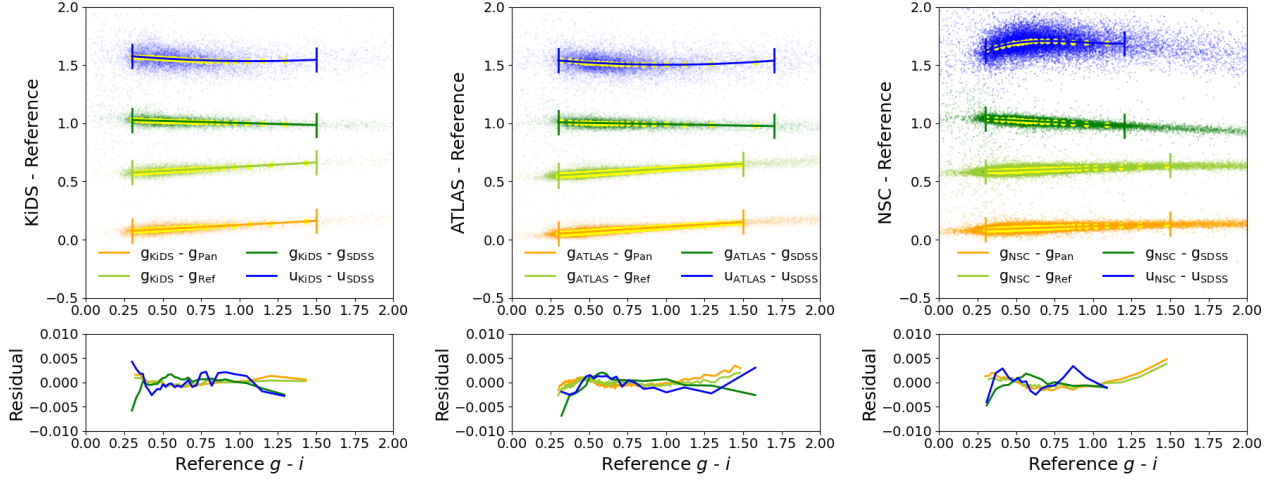 2.0
1.5
1.0
0.5
0.0
−0.5
KiDS - Reference
0.00 0.25 0.50 0.75 1.00 1.25 1.50 1.75 2.00
gKiDS - gPan gKiDS - gSDSS
gKiDS - gRef uKiDS - uSDSS
0.010
0.005
0.000
−0.005
−0.010
Residual
0.00 0.25 0.50 0.75 1.00 1.25 1.50 1.75 2.00
Reference g - i
2.0
1.5
1.0
0.5
0.0
−0.5
ATLAS - Reference
0.00 0.25 0.50 0.75 1.00 1.25 1.50 1.75 2.00
gATLAS - gPan gATLAS - gSDSS
gATLAS - gRef uATLAS - uSDSS
0.010
0.005
0.000
−0.005
−0.010
Residual
0.00 0.25 0.50 0.75 1.00 1.25 1.50 1.75 2.00
Reference g - i
2.0
1.5
1.0
0.5
0.0
−0.5
NSC - Reference
0.00 0.25 0.50 0.75 1.00 1.25 1.50 1.75 2.00
gNSC - gPan gNSC - gSDSS
gNSC - gRef uNSC - uSDSS
0.010
0.005
0.000
−0.005
−0.010
Residual
0.00 0.25 0.50 0.75 1.00 1.25 1.50 1.75 2.00
Reference g - i